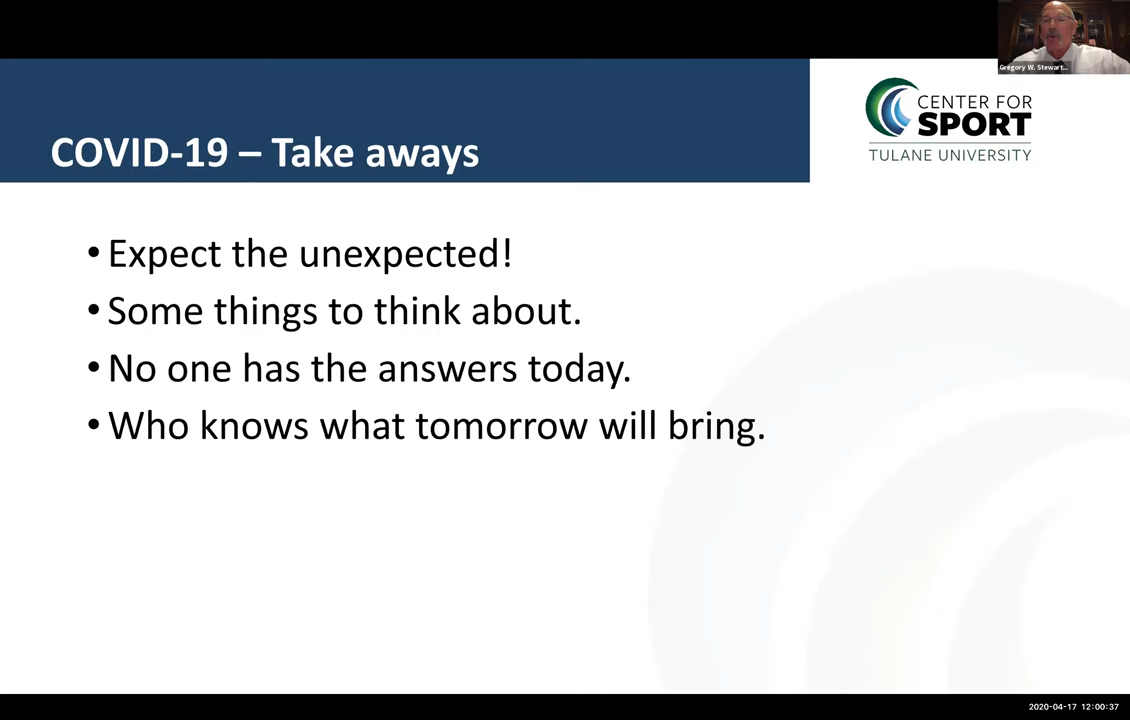 Gregory W. Stewart...
COVID-19 – Take aways
CENTER FOR
SPORT
TULANE UNIVERSITY
• Expect the unexpected!
• Some things to think about.
• No one has the answers today.
• Who knows what tomorrow will bring.
2020-04-17 12:00:37